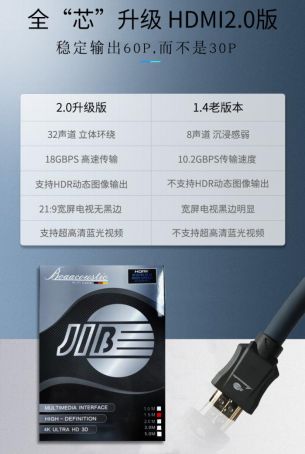 全“芯”升级 HDMI2.0版
稳定输出60P,而不是30P
2.0升级版 1.4老版本
32声道 立体环绕 8声道 沉浸感弱
18GBPS 高速传输 10.2GBPS传输速度
支持HDR动态图像输出 不支持HDR动态图像输出
21:9宽屏电视无黑边 宽屏电视黑边明显
支持超高清蓝光视频 不支持超高清蓝光视频
Boaacoustic
HDMI
JIB
MULTIMEDIA INTERFACE
HIGH - DEFINITION
4K ULTRA HD 3D
1.0M
1.5M
2.0M
3.0M
5.0M